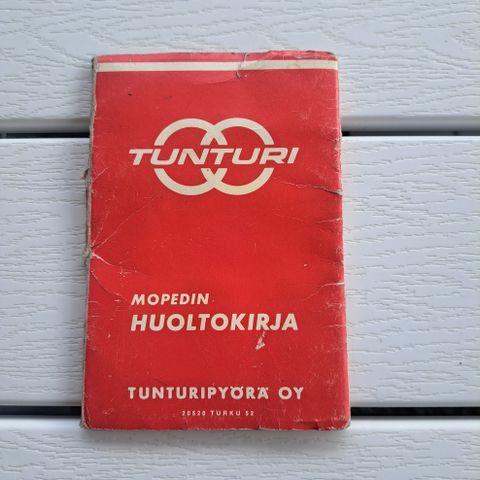 TUNTURI
MOPEDIN
HUOLTOKIRJA
TUNTURIPYÖRÄ OY
20520 TURKU 52